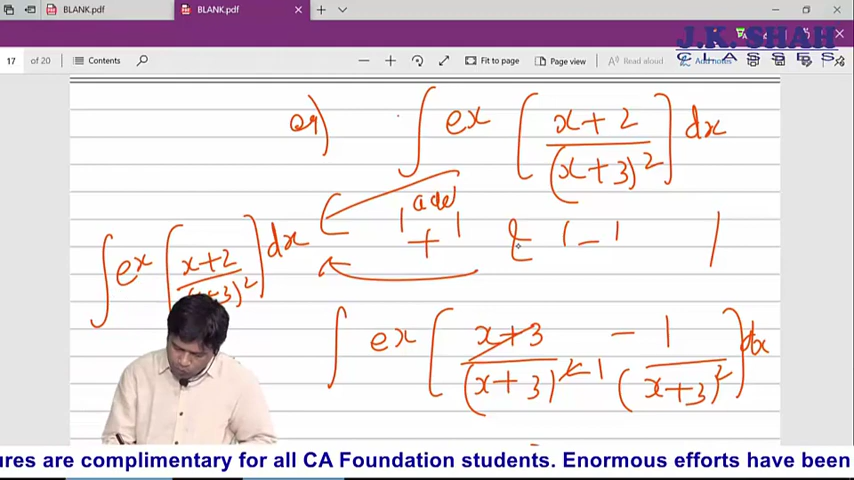 BLANK.pdf
BLANK.pdf
J.K. SHAH
CLASSES
17 of 20
Contents
Fit to page
Page view
Read aloud
Add notes
Q1) ∫ ex [ x+2 / (x+3)^2 ] dx
add
'+' & '-1
∫ ex [ x+2 / (x+3)^2 ] dx
∫ ex [ x+3 / (x+3)^2 1 - 1 / (x+3)^2 ] dx
ures are complimentary for all CA Foundation students. Enormous efforts have been